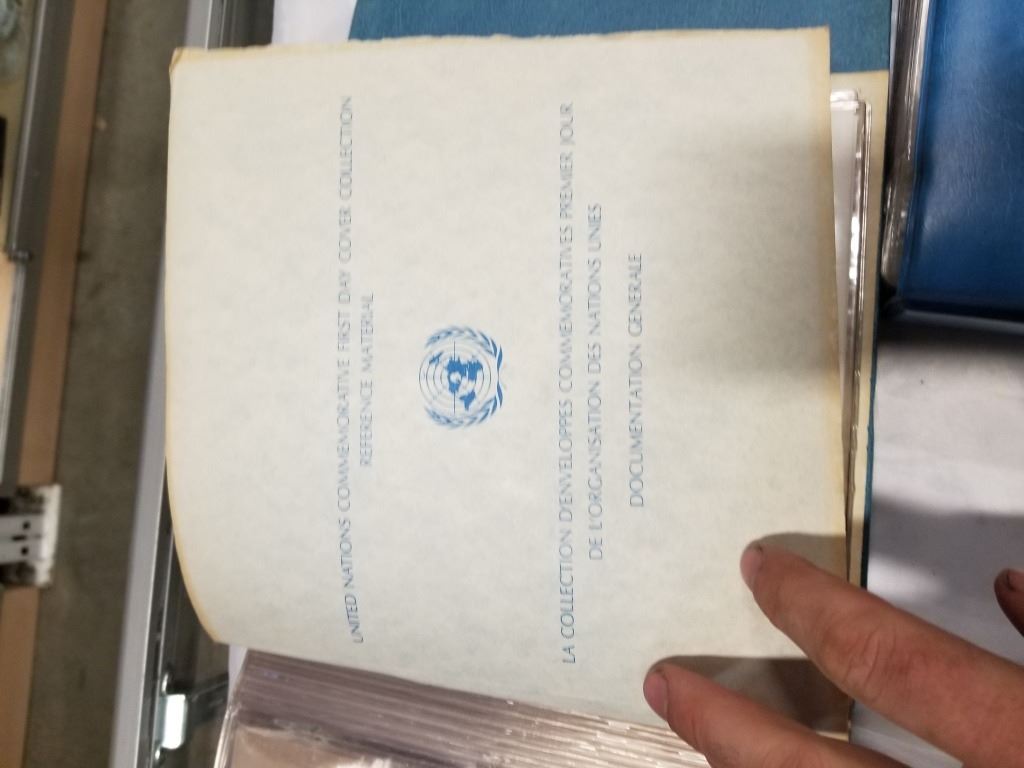 UNITED NATIONS COMMEMORATIVE FIRST DAY COVER COLLECTION
REFERENCE MATERIAL
LA COLLECTION D'ENVELOPPES COMMEMORATIVES PREMIER JOUR
DE L'ORGANISATION DES NATIONS UNIES
DOCUMENTATION GENERALE